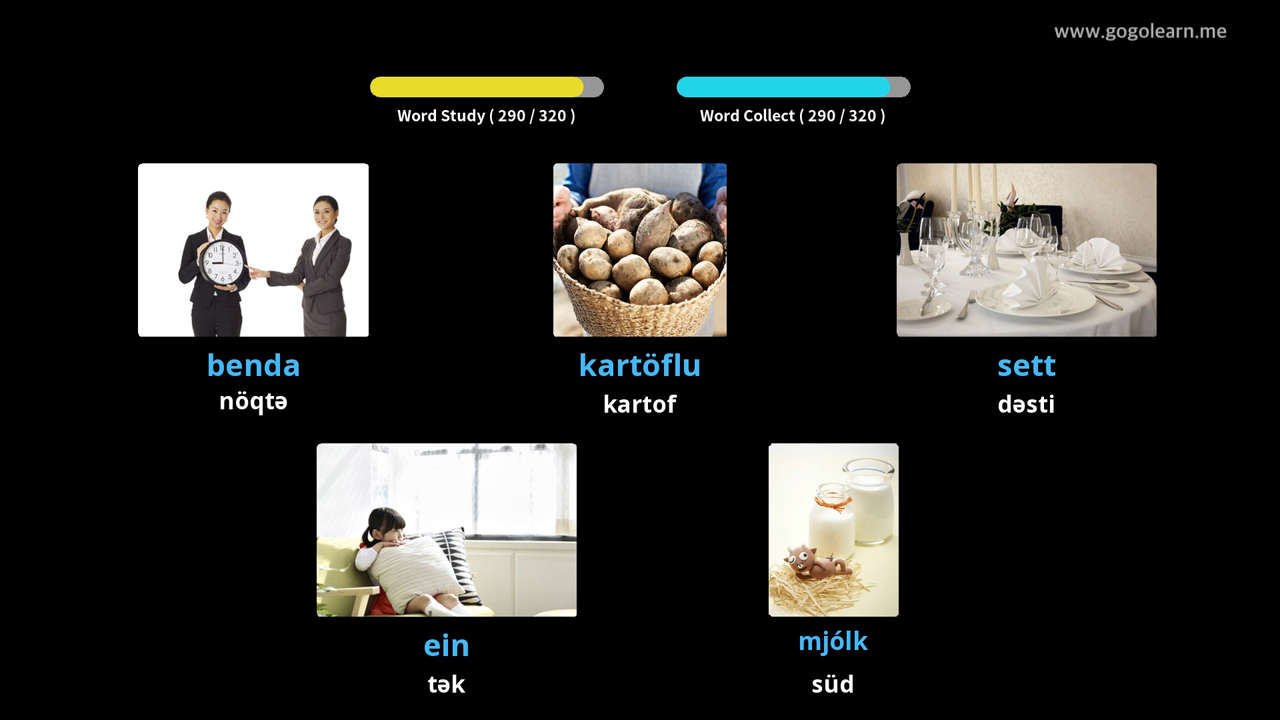 www.gogolearn.me
Word Study ( 290 / 320 )
Word Collect ( 290 / 320 )
benda
nöqtə
kartöflu
kartof
sett
dəsti
ein
tək
mjólk
süd